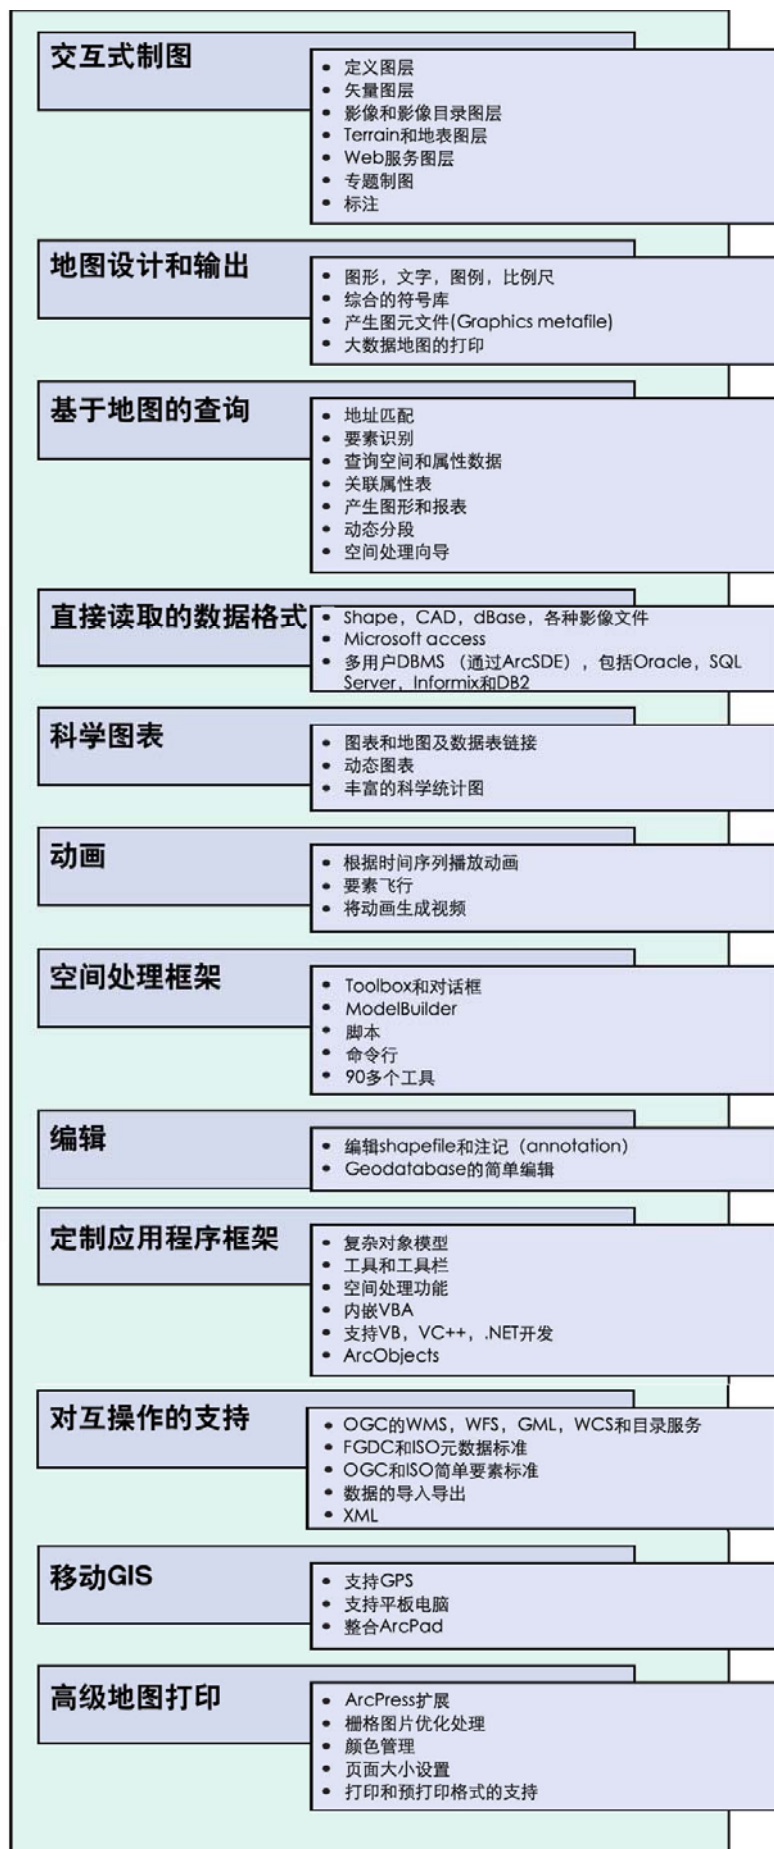 交互式制图
• 定义图层
• 矢量图层
• 影像和影像目录图层
• Terrain和地表图层
• Web服务图层
• 专题制图
• 标注
地图设计和输出
• 图形，文字，图例，比例尺
• 综合的符号库
• 产生图元文件(Graphics metafile)
• 大数据地图的打印
基于地图的查询
• 地址匹配
• 要素识别
• 查询空间和属性数据
• 关联属性表
• 产生图形和报表
• 动态分段
• 空间处理向导
直接读取的数据格式
• Shape，CAD，dBase，各种影像文件
• Microsoft access
• 多用户DBMS （通过ArcSDE），包括Oracle，SQL
Server，Informix和DB2
科学图表
• 图表和地图及数据表链接
• 动态图表
• 丰富的科学统计图
动画
• 根据时间序列播放动画
• 要素飞行
• 将动画生成视频
空间处理框架
• Toolbox和对话框
• ModelBuilder
• 脚本
• 命令行
• 90多个工具
编辑
• 编辑shapefile和注记（annotation）
• Geodatabase的简单编辑
定制应用程序框架
• 复杂对象模型
• 工具和工具栏
• 空间处理功能
• 内嵌VBA
• 支持VB，VC++，.NET开发
• ArcObjects
对互操作的支持
• OGC的WMS，WFS，GML，WCS和目录服务
• FGDC和ISO元数据标准
• OGC和ISO简单要素标准
• 数据的导入导出
• XML
移动GIS
• 支持GPS
• 支持平板电脑
• 整合ArcPad
高级地图打印
• ArcPress扩展
• 栅格图片优化处理
• 颜色管理
• 页面大小设置
• 打印和预打印格式的支持